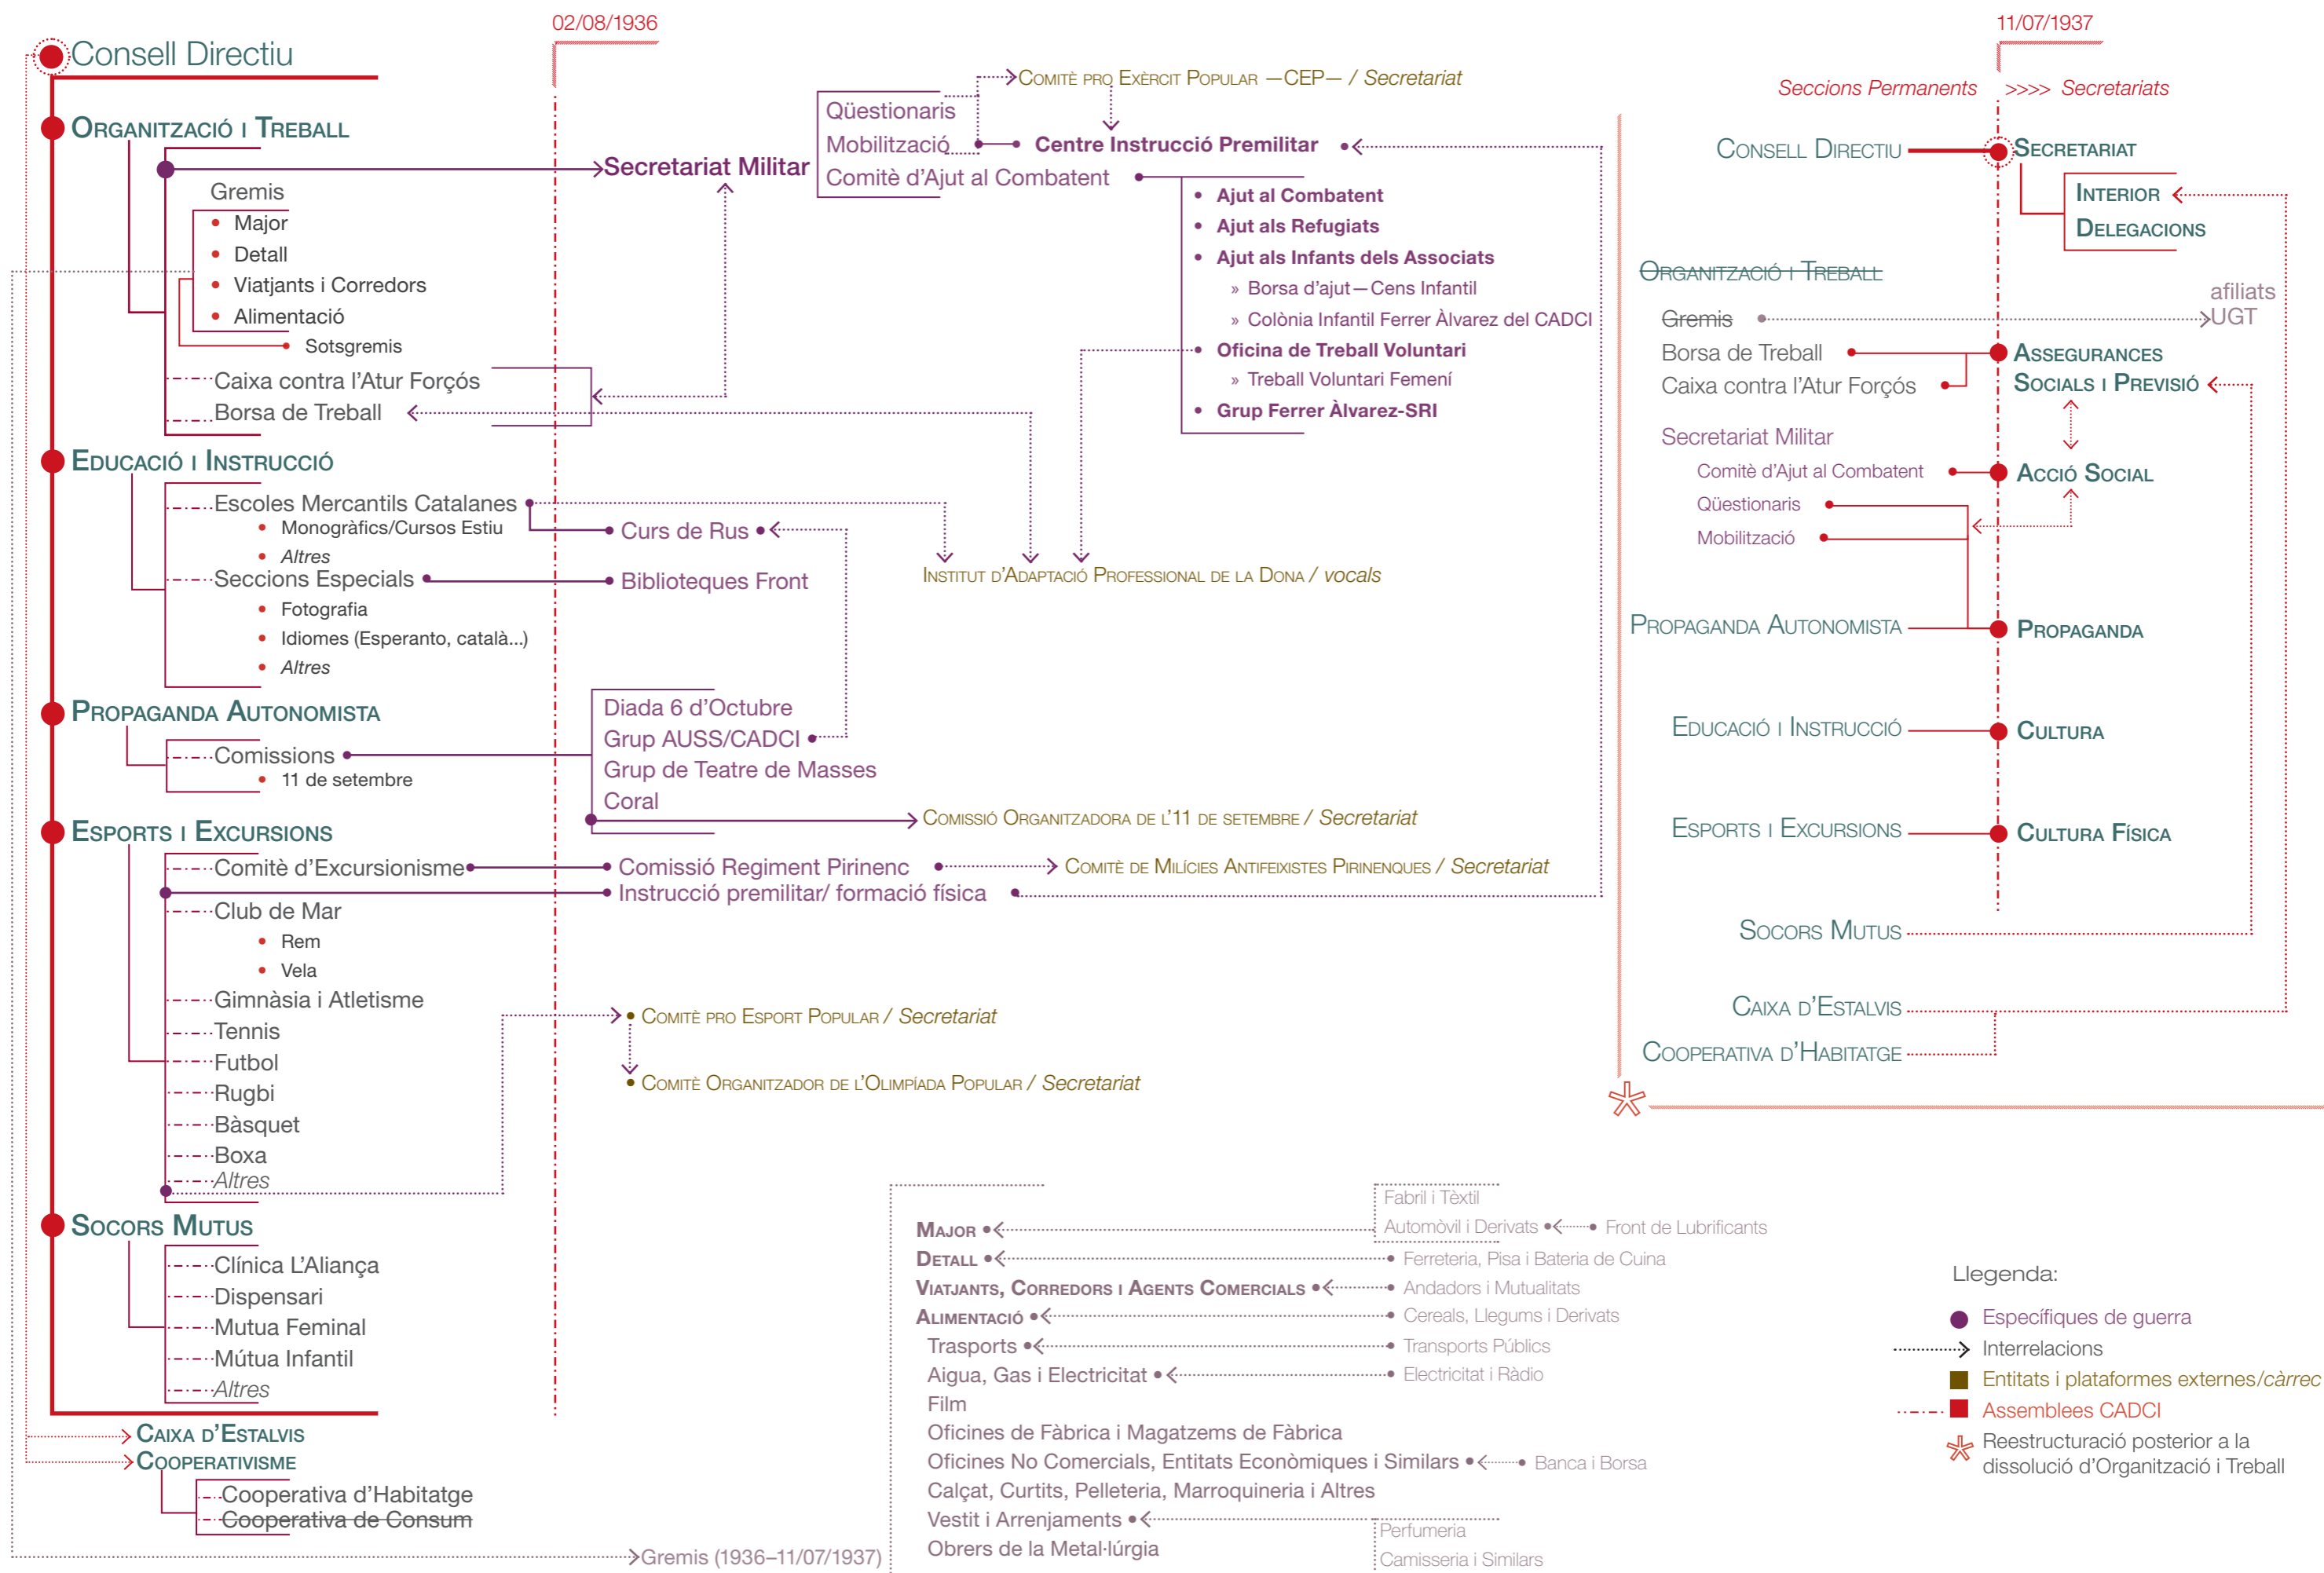 02/08/1936
Consell Directiu
Organització i Treball
Gremis
• Major
• Detall
• Viatjants i Corredors
• Alimentació
Sotsgremis
Caixa contra l'Atur Forçós
Borsa de Treball
Educació i Instrucció
Escoles Mercantils Catalanes
• Monogràfics/Cursos Estiu
• Altres
Seccions Especials
• Fotografia
• Idiomes (Esperanto, català...)
• Altres
Propaganda Autonomista
Comissions
• 11 de setembre
Esports i Excursions
Comitè d'Excursionisme
Club de Mar
• Rem
• Vela
Gimnàsia i Atletisme
Tennis
Futbol
Rugbi
Bàsquet
Boxa
Altres
Socors Mutus
Clínica L'Aliança
Dispensari
Mutua Feminal
Mútua Infantil
Altres
Caixa d'Estalvis
Cooperativisme
Cooperativa d'Habitatge
Cooperativa de Consum
Secretariat Militar
Qüestionaris
Mobilització
Comitè d'Ajut al Combatent
Comitè pro Exèrcit Popular —CEP— / Secretariat
Centre Instrucció Premilitar
• Ajut al Combatent
• Ajut als Refugiats
• Ajut als Infants dels Associats
» Borsa d'ajut—Cens Infantil
» Colònia Infantil Ferrer Àlvarez del CADCI
• Oficina de Treball Voluntari
» Treball Voluntari Femení
• Grup Ferrer Àlvarez-SRI
Curs de Rus
Biblioteques Front
Institut d'Adaptació Professional de la Dona / vocals
Diada 6 d'Octubre
Grup AUSS/CADCI
Grup de Teatre de Masses
Coral
Comissió Organitzadora de l'11 de setembre / Secretariat
Comissió Regiment Pirinenc
Comitè de Milícies Antifeixistes Pirinenques / Secretariat
Instrucció premilitar/ formació física
• Comitè pro Esport Popular / Secretariat
• Comitè Organitzador de l'Olimpíada Popular / Secretariat
Gremis (1936–11/07/1937)
Major
Fabril i Tèxtil
Automòvil i Derivats
Front de Lubrificants
Detall
Ferreteria, Pisa i Bateria de Cuina
Viatjants, Corredors i Agents Comercials
Andadors i Mutualitats
Alimentació
Cereals, Llegums i Derivats
Trasports
Transports Públics
Aigua, Gas i Electricitat
Electricitat i Ràdio
Film
Oficines de Fàbrica i Magatzems de Fàbrica
Oficines No Comercials, Entitats Econòmiques i Similars
Banca i Borsa
Calçat, Curtits, Pelleteria, Marroquineria i Altres
Vestit i Arrenjaments
Perfumeria
Camisseria i Similars
Obrers de la Metal·lúrgia
11/07/1937
Seccions Permanents >>>> Secretariats
Consell Directiu
Secretariat
Interior
Delegacions
Organització i Treball
Gremis
afiliats
UGT
Borsa de Treball
Caixa contra l'Atur Forçós
Assegurances
Socials i Previsió
Secretariat Militar
Comitè d'Ajut al Combatent
Qüestionaris
Mobilització
Acció Social
Propaganda Autonomista
Propaganda
Educació i Instrucció
Cultura
Esports i Excursions
Cultura Física
Socors Mutus
Caixa d'Estalvis
Cooperativa d'Habitatge
Llegenda:
Específiques de guerra
Interrelacions
Entitats i plataformes externes/càrrec
Assemblees CADCI
Reestructuració posterior a la
dissolució d'Organització i Treball